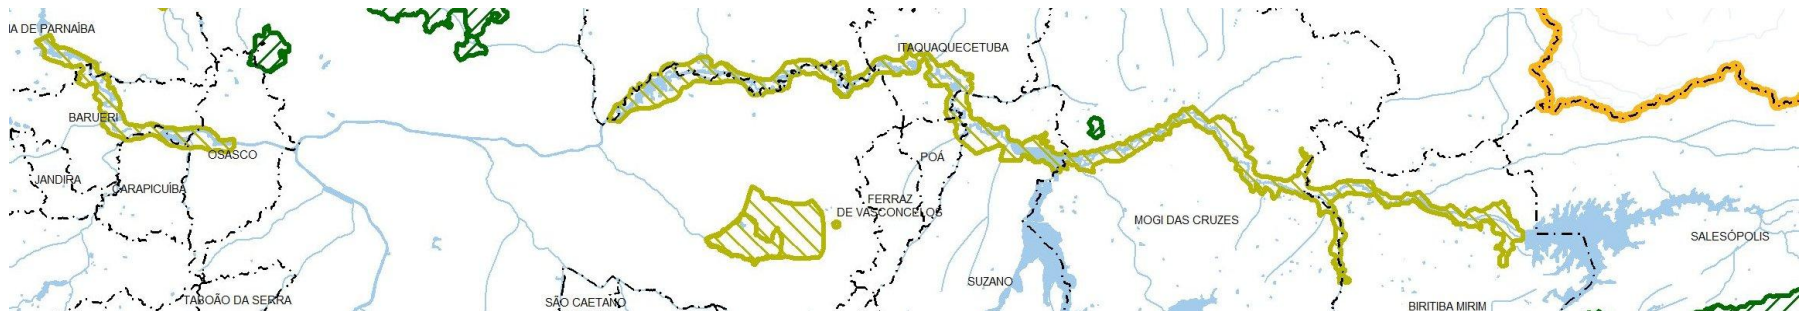 IA DE PARNAÍBA
ITAQUAQUECETUBA
BARUERI
OSASCO
POÁ
JANDIRA
CARAPICUÍBA
FERRAZ
DE VASCONCELOS
MOGI DAS CRUZES
SALESÓPOLIS
SUZANO
TABOÃO DA SERRA
SÃO CAETANO
BIRITIBA MIRIM